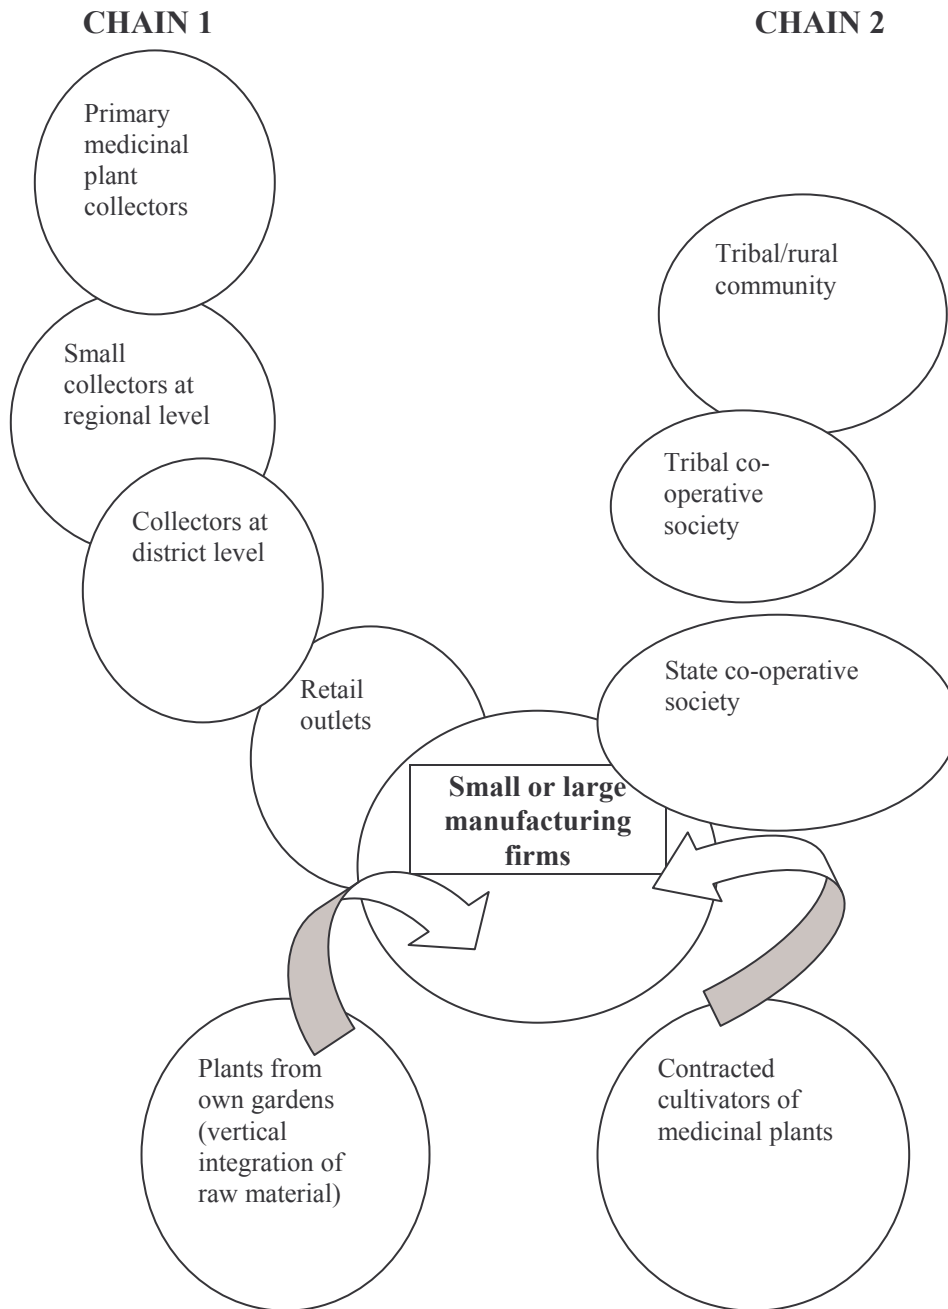 CHAIN 1
CHAIN 2
Primary
medicinal
plant
collectors
Small
collectors at
regional level
Collectors at
district level
Retail
outlets
Tribal/rural
community
Tribal co-
operative
society
State co-operative
society
Small or large
manufacturing
firms
Plants from
own gardens
(vertical
integration of
raw material)
Contracted
cultivators of
medicinal plants